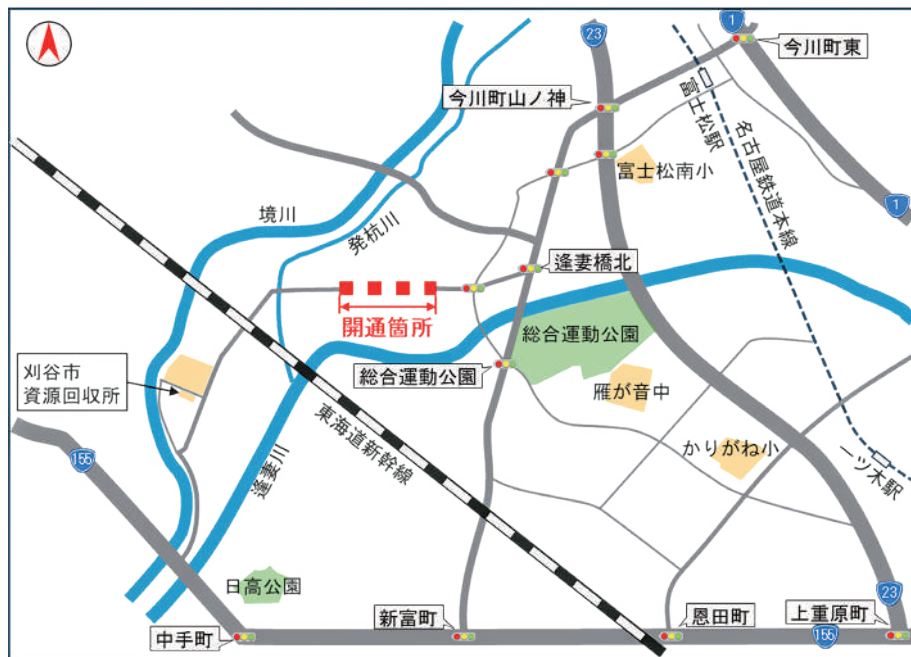 1
23
今川町東
今川町山ノ神
富士松駅
名古屋鉄道本線
富士松南小
1
境川
発杭川
逢妻橋北
開通箇所
総合運動公園
総合運動公園
刈谷市
資源回収所
雁が音中
東海道新幹線
かりがね小
一ツ木駅
155
逢妻川
日高公園
23
中手町
新富町
恩田町
155
上重原町